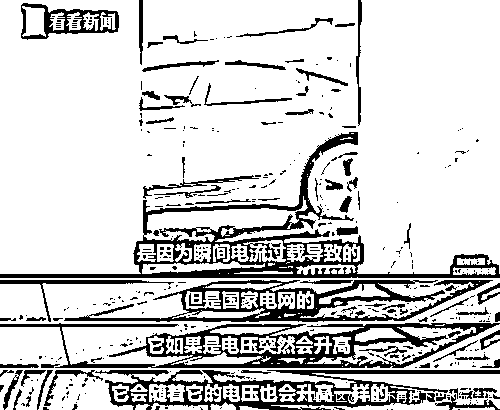 看看新闻
是因为瞬间电流过载导致的
但是国家电网的
它如果是电压突然会升高
它会随着它的电压也会升高一样的